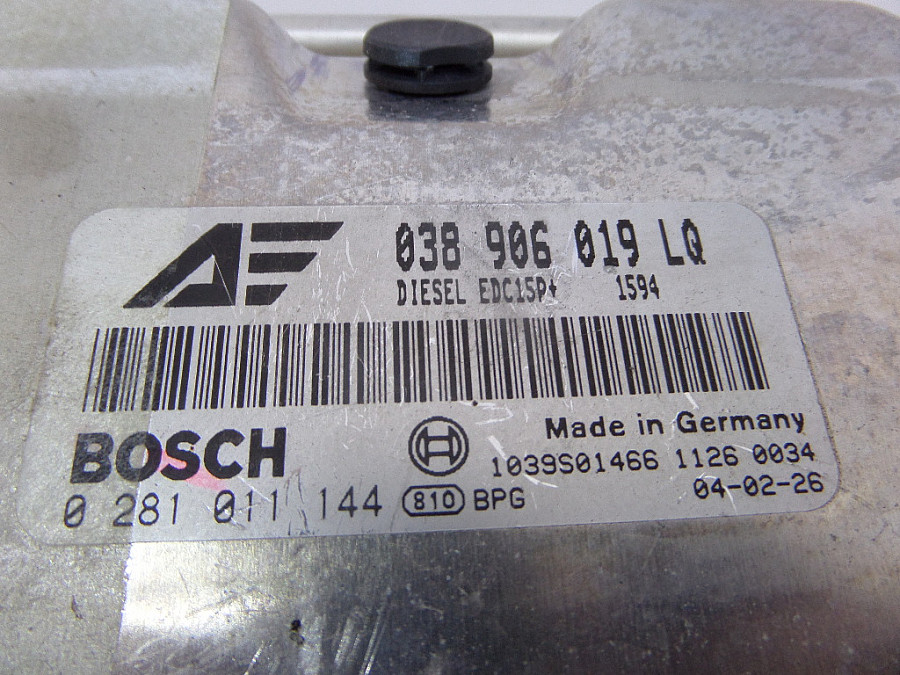 AF
038 906 019 LQ
DIESEL EDC15P+ 1594
BOSCH
Made in Germany
1039S01466 1126 0034
0 281 011 144 810 BPG
04-02-26